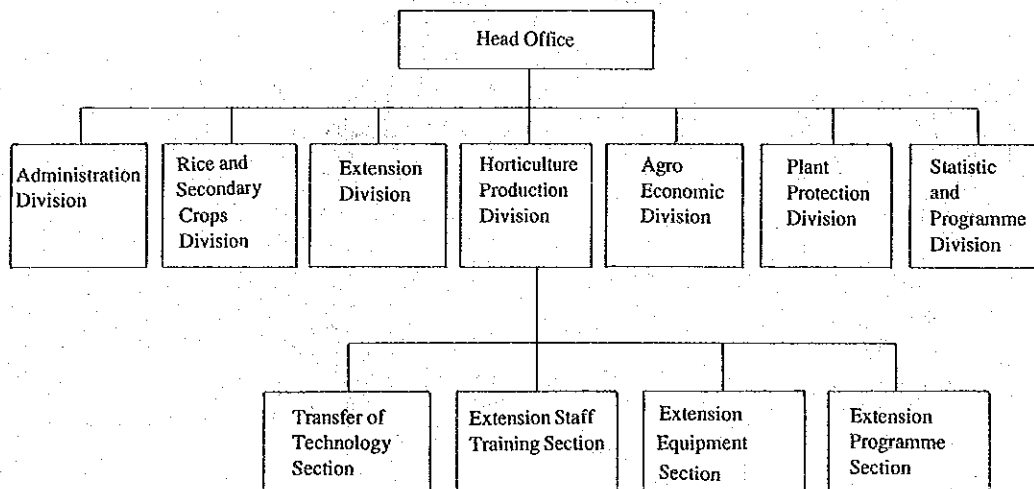 Head Office
Administration
Division
Rice and
Secondary
Crops
Division
Extension
Division
Horticulture
Production
Division
Agro
Economic
Division
Plant
Protection
Division
Statistic
and
Programme
Division
Transfer of
Technology
Section
Extension Staff
Training Section
Extension
Equipment
Section
Extension
Programme
Section